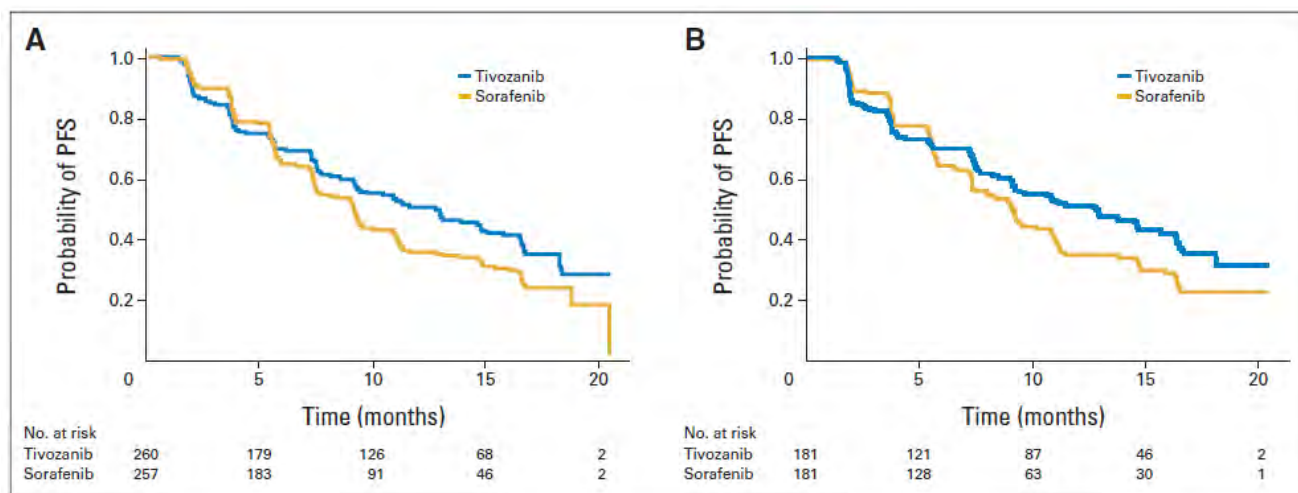 A
Probability of PFS
1.0
0.8
0.6
0.4
0.2
Tivozanib
Sorafenib
0 5 10 15 20
Time (months)
No. at risk
Tivozanib 260 179 126 68 2
Sorafenib 257 183 91 46 2
B
Probability of PFS
1.0
0.8
0.6
0.4
0.2
Tivozanib
Sorafenib
0 5 10 15 20
Time (months)
No. at risk
Tivozanib 181 121 87 46 2
Sorafenib 181 128 63 30 1